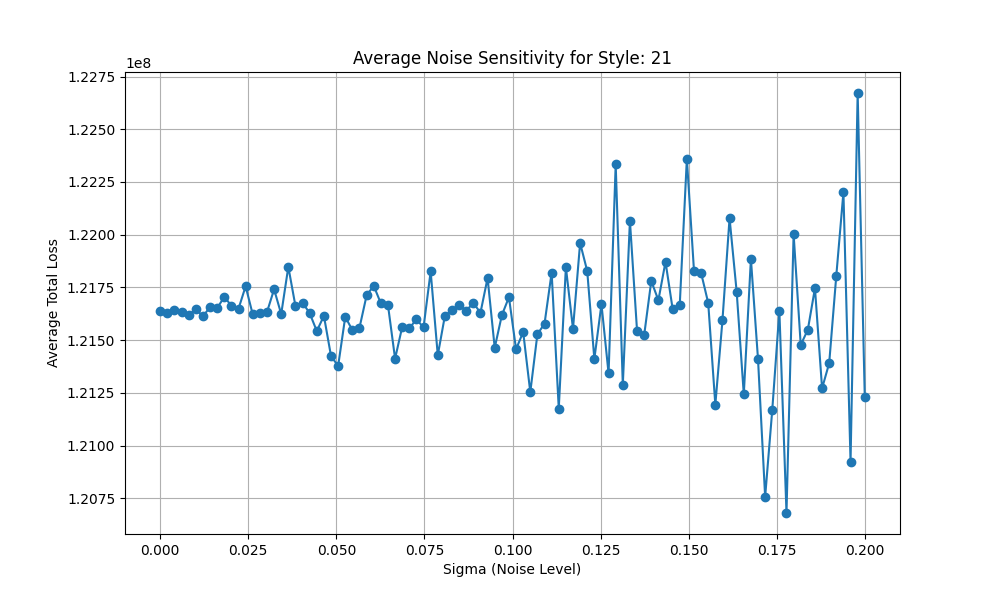 Average Noise Sensitivity for Style: 21
1e8
1.2275
1.2250
1.2225
1.2200
1.2175
1.2150
1.2125
1.2100
1.2075
Average Total Loss
0.000 0.025 0.050 0.075 0.100 0.125 0.150 0.175 0.200
Sigma (Noise Level)